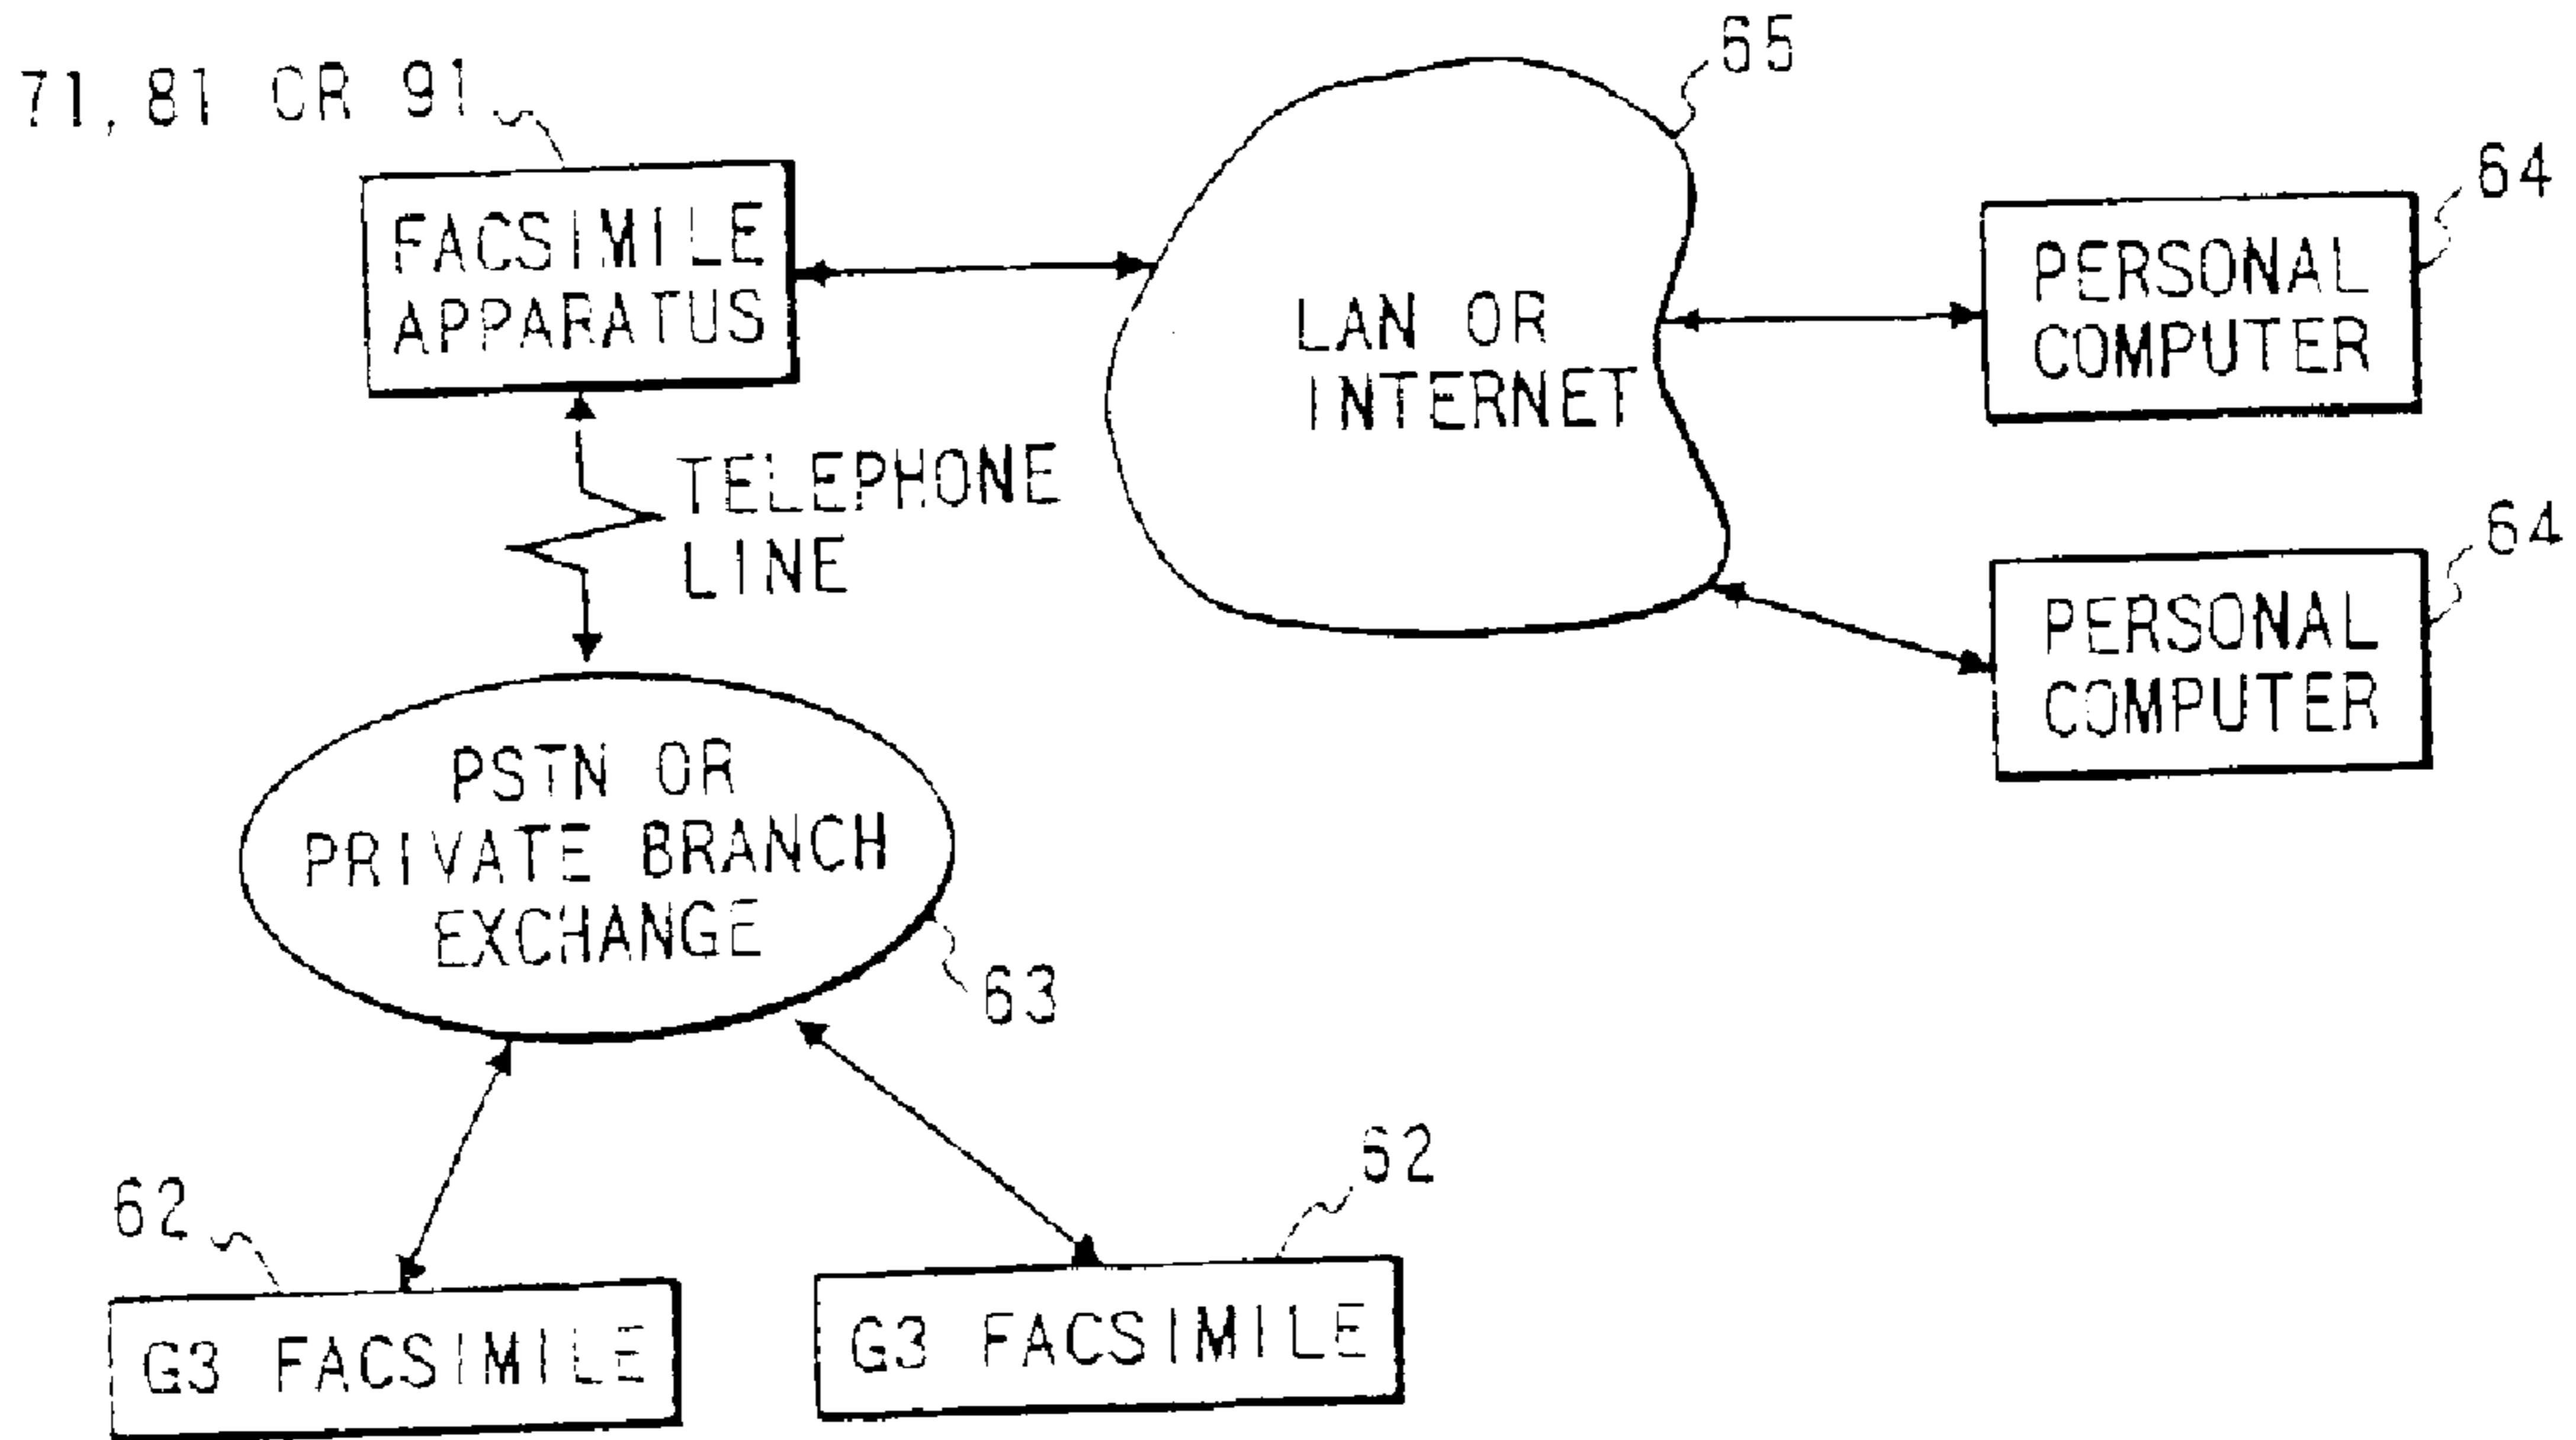 71, 81 OR 91
FACSIMILE
APPARATUS
65
LAN OR
INTERNET
64
PERSONAL
COMPUTER
64
PERSONAL
COMPUTER
TELEPHONE
LINE
PSTN OR
PRIVATE BRANCH
EXCHANGE
63
62
G3 FACSIMILE
62
G3 FACSIMILE